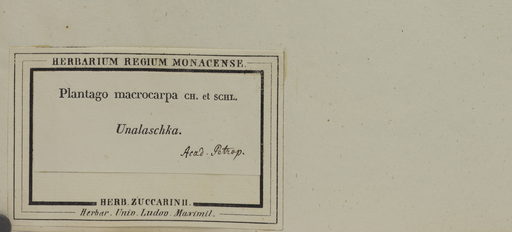 HERBARIUM REGIUM MONACENSE.
Plantago macrocarpa CH. et SCHL.
Unalaschka.
Acad. Petrop.
HERB. ZUCCARINII.
Herbar. Univ. Ludov. Maximil.